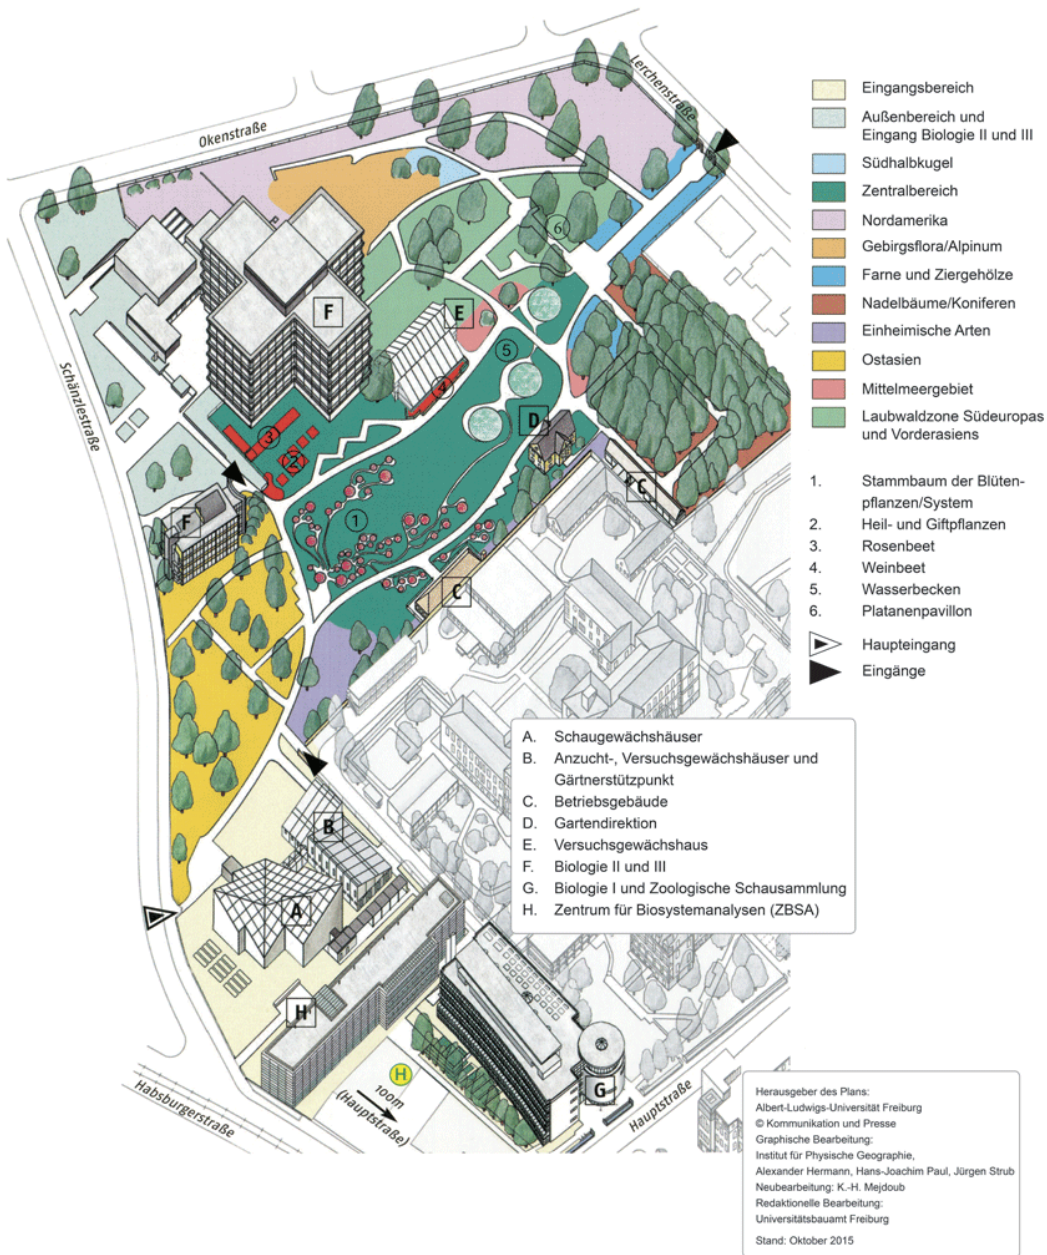 Okenstraße
Lerchenstraße
Schänzlestraße
F
E
6
5
4
3
2
D
C
F
1
C
B
A
H
H
100m
(Hauptstraße)
G
Habsburgerstraße
Hauptstraße
Eingangsbereich
Außenbereich und
Eingang Biologie II und III
Südhalbkugel
Zentralbereich
Nordamerika
Gebirgsflora/Alpinum
Farne und Ziergehölze
Nadelbäume/Koniferen
Einheimische Arten
Ostasien
Mittelmeergebiet
Laubwaldzone Südeuropas
und Vorderasiens
1. Stammbaum der Blüten-
pflanzen/System
2. Heil- und Giftpflanzen
3. Rosenbeet
4. Weinbeet
5. Wasserbecken
6. Platanenpavillon
Haupteingang
Eingänge
A. Schaugewächshäuser
B. Anzucht-, Versuchsgewächshäuser und
Gärtnerstützpunkt
C. Betriebsgebäude
D. Gartendirektion
E. Versuchsgewächshaus
F. Biologie II und III
G. Biologie I und Zoologische Schausammlung
H. Zentrum für Biosystemanalysen (ZBSA)
Herausgeber des Plans:
Albert-Ludwigs-Universität Freiburg
© Kommunikation und Presse
Graphische Bearbeitung:
Institut für Physische Geographie,
Alexander Hermann, Hans-Joachim Paul, Jürgen Strub
Neubearbeitung: K.-H. Mejdoub
Redaktionelle Bearbeitung:
Universitätsbauamt Freiburg
Stand: Oktober 2015